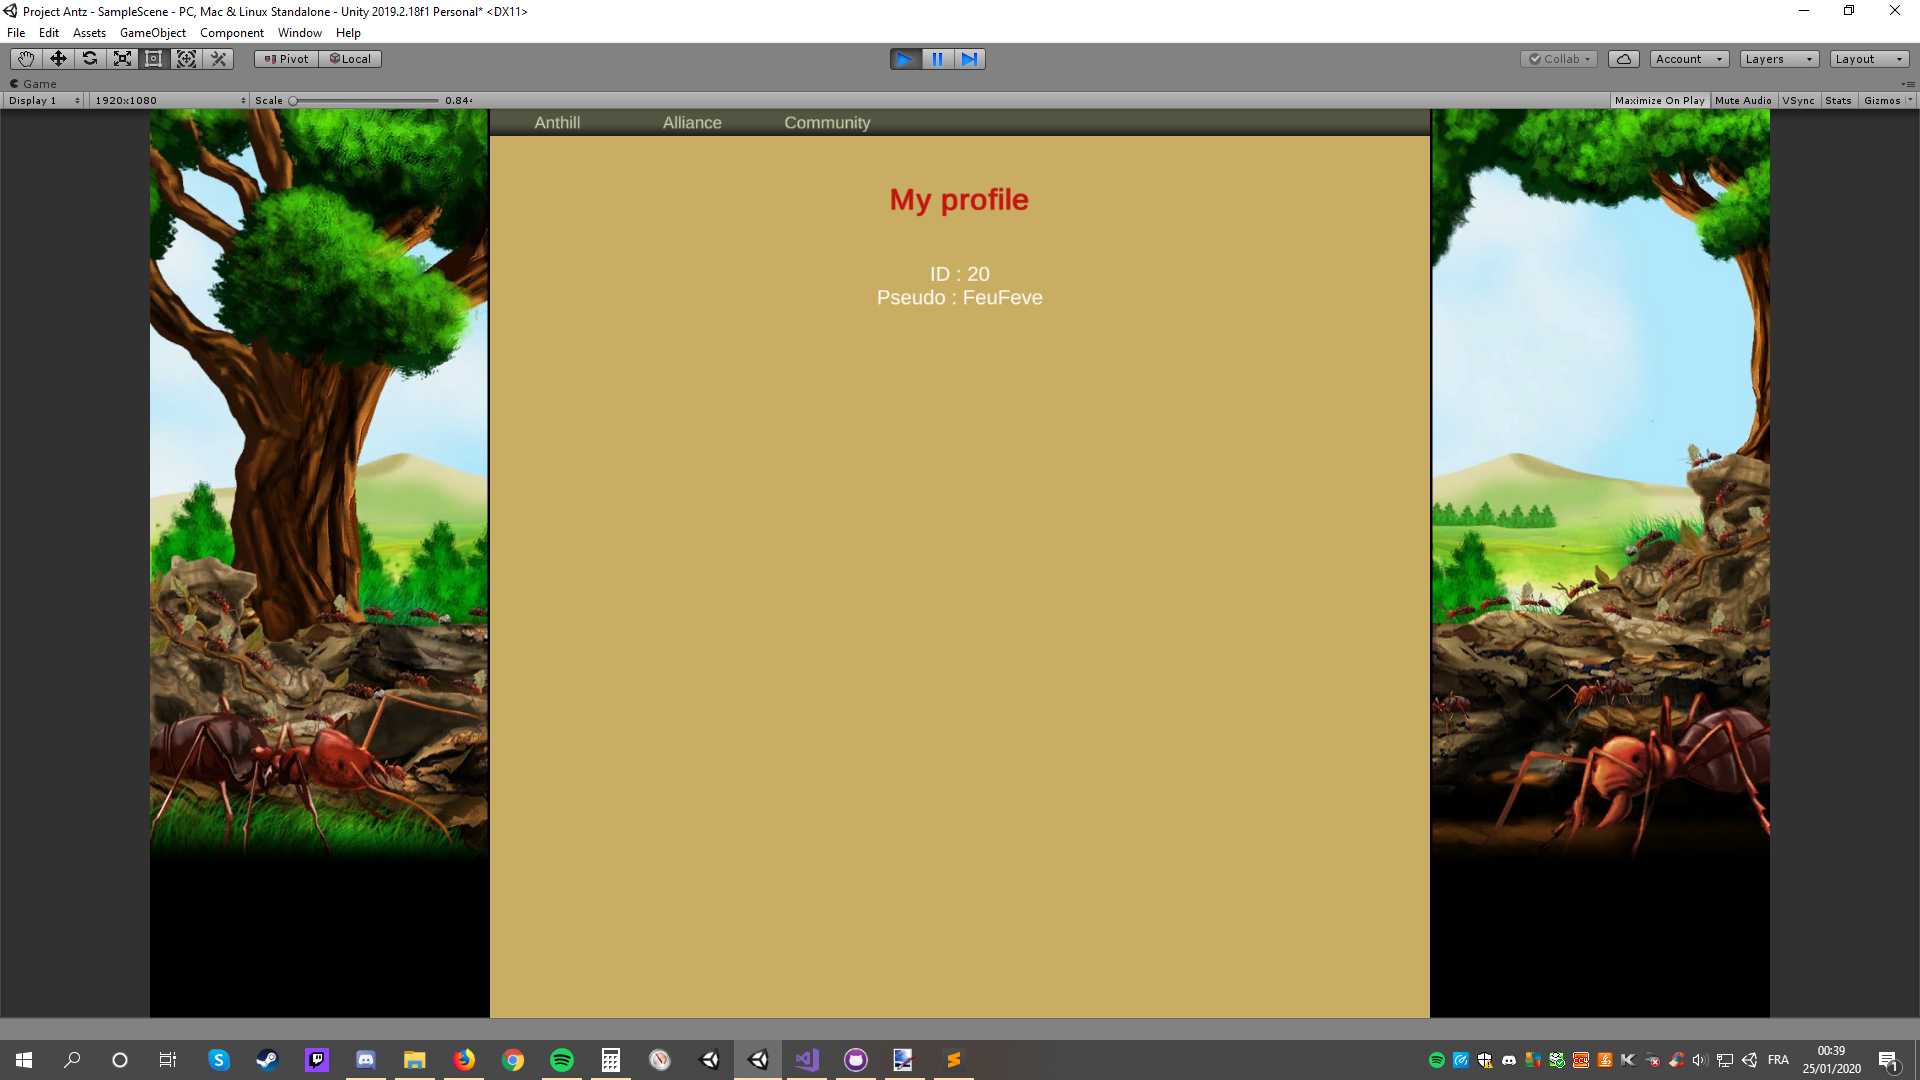 Project Antz - SampleScene - PC, Mac & Linux Standalone - Unity 2019.2.18f1 Personal* <DX11>
File Edit Assets GameObject Component Window Help
Pivot Local Collab Account Layers Layout
Game
Display 1 1920x1080 Scale 0.84 Maximize On Play Mute Audio VSync Stats Gizmos
Anthill Alliance Community
My profile
ID : 20
Pseudo : FeuFeve
FRA
00:39
25/01/2020
1